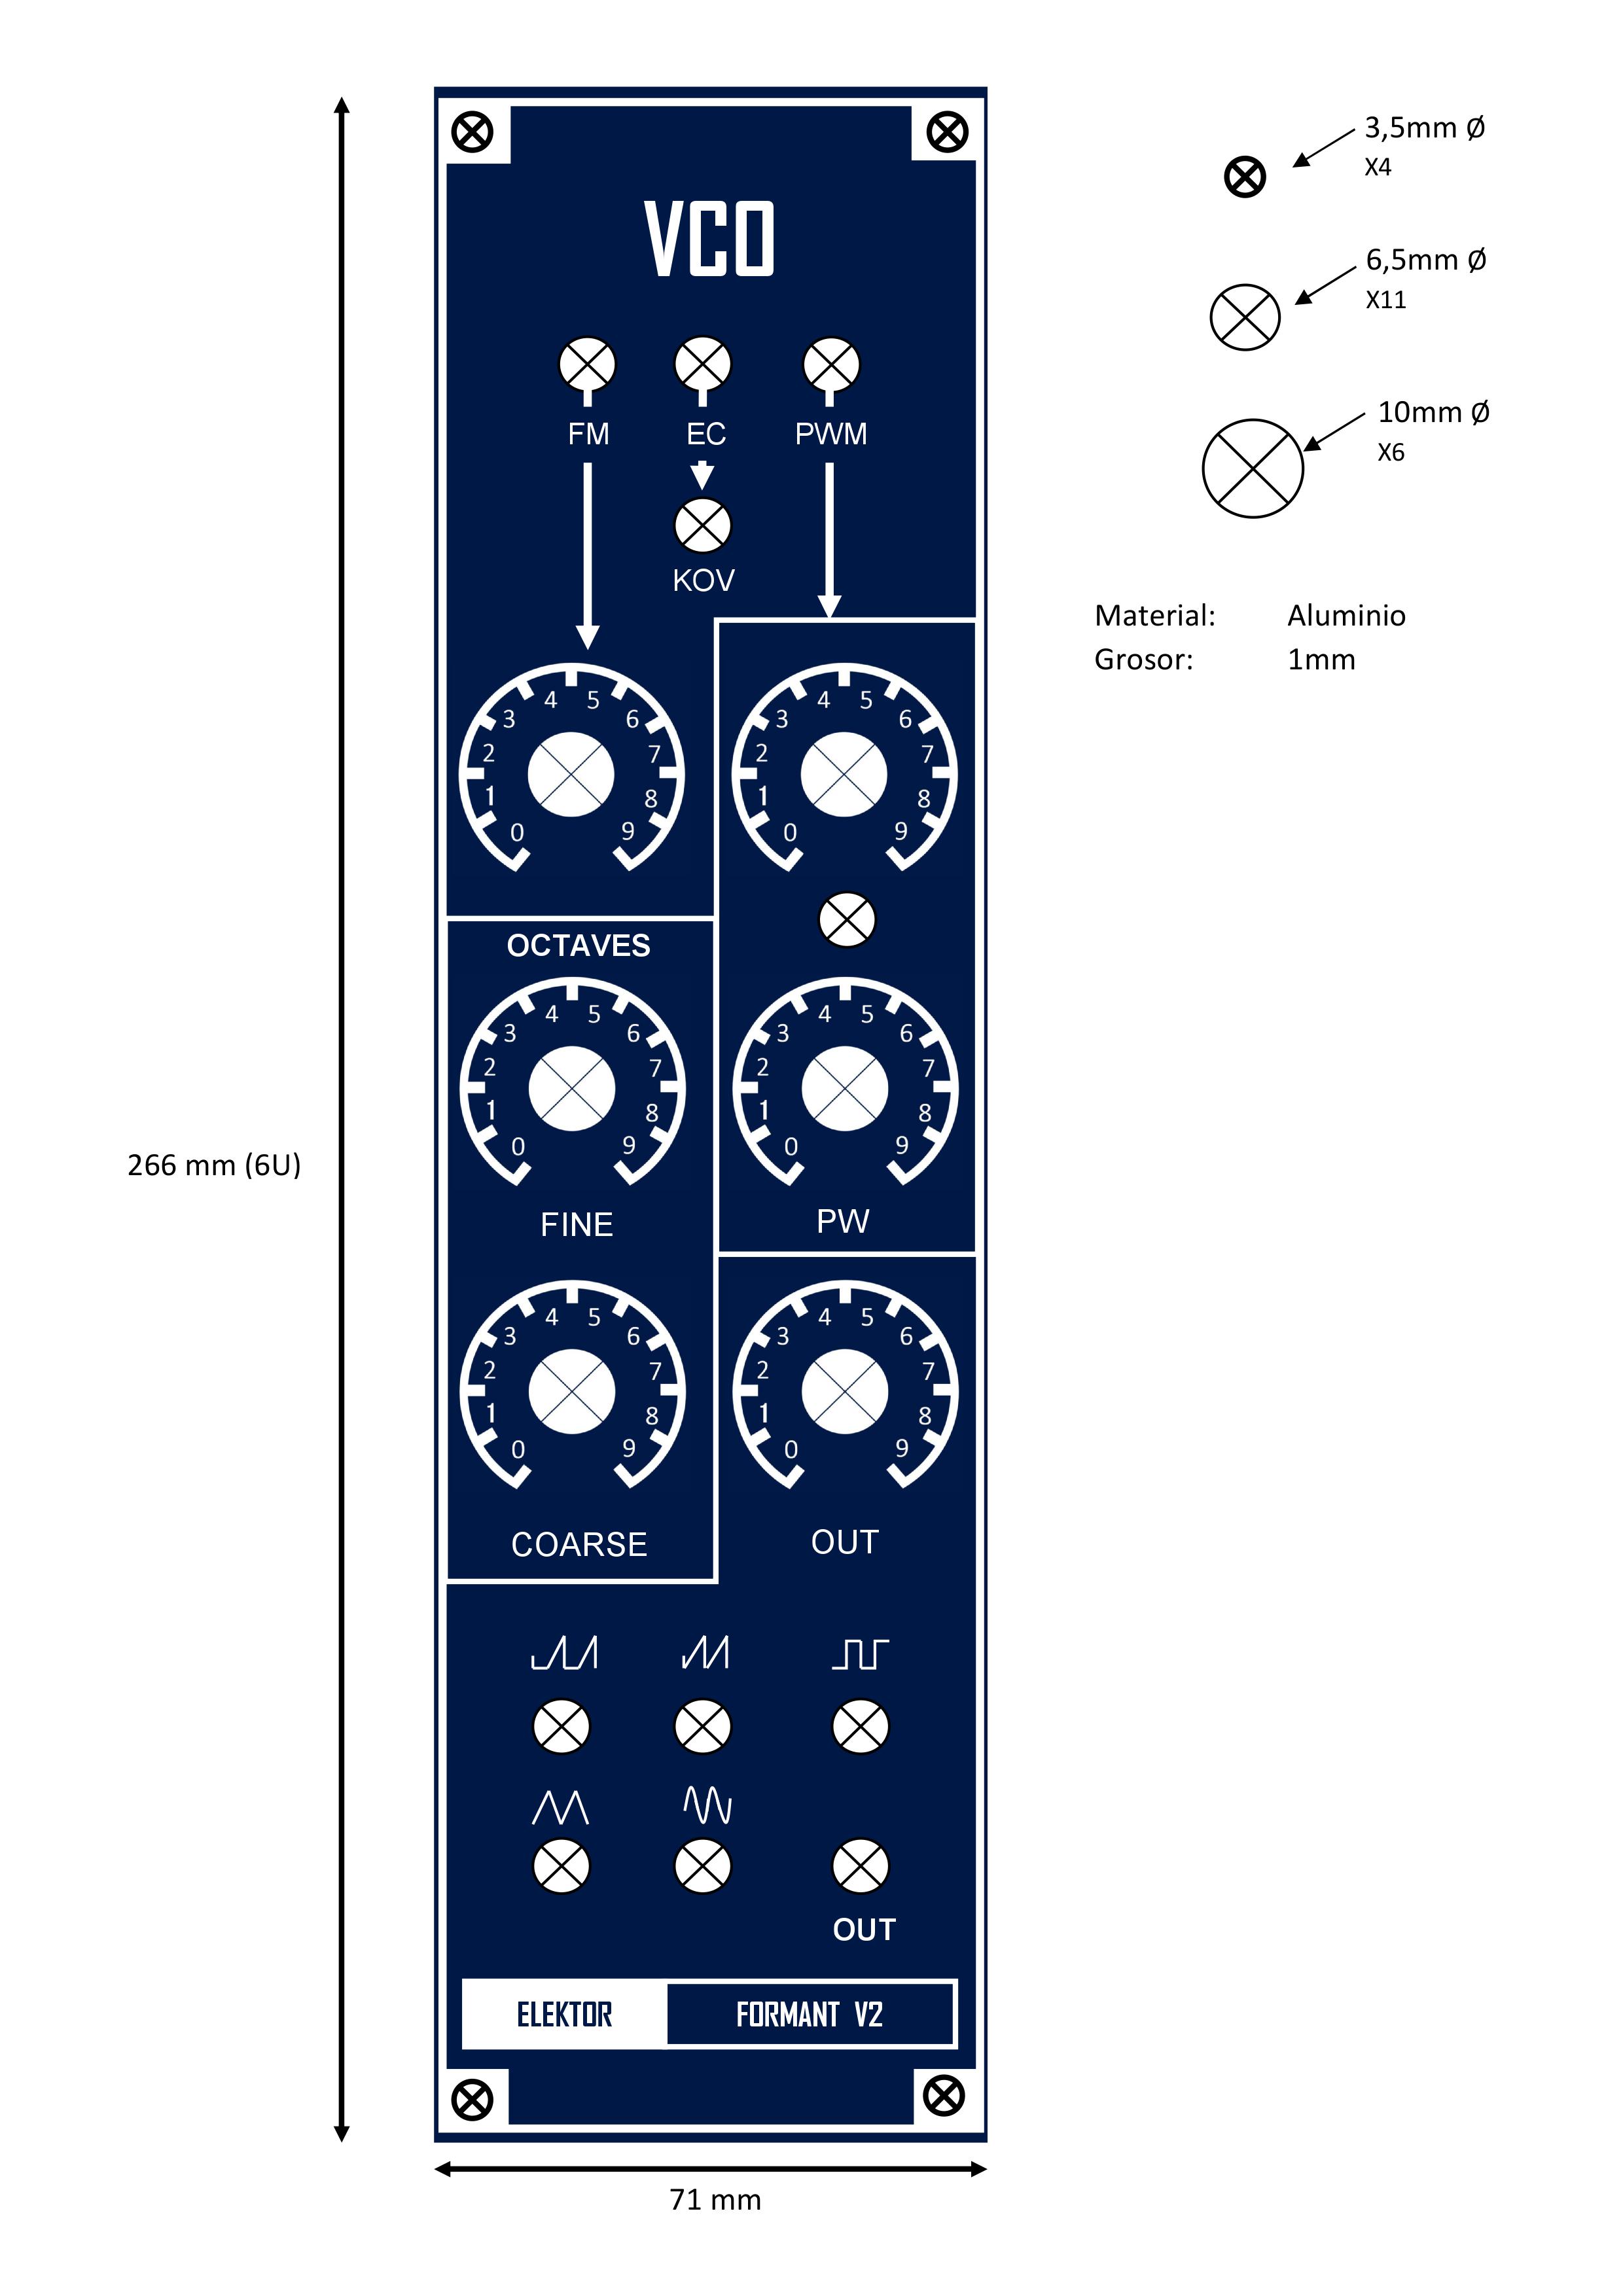 VCO
FM EC PWM
KOV
0 1 2 3 4 5 6 7 8 9
0 1 2 3 4 5 6 7 8 9
OCTAVES
0 1 2 3 4 5 6 7 8 9
0 1 2 3 4 5 6 7 8 9
FINE
PW
0 1 2 3 4 5 6 7 8 9
0 1 2 3 4 5 6 7 8 9
COARSE
OUT
OUT
ELEKTOR
FORMANT V2
266 mm (6U)
71 mm
3,5mm Ø
X4
6,5mm Ø
X11
10mm Ø
X6
Material: Aluminio
Grosor: 1mm